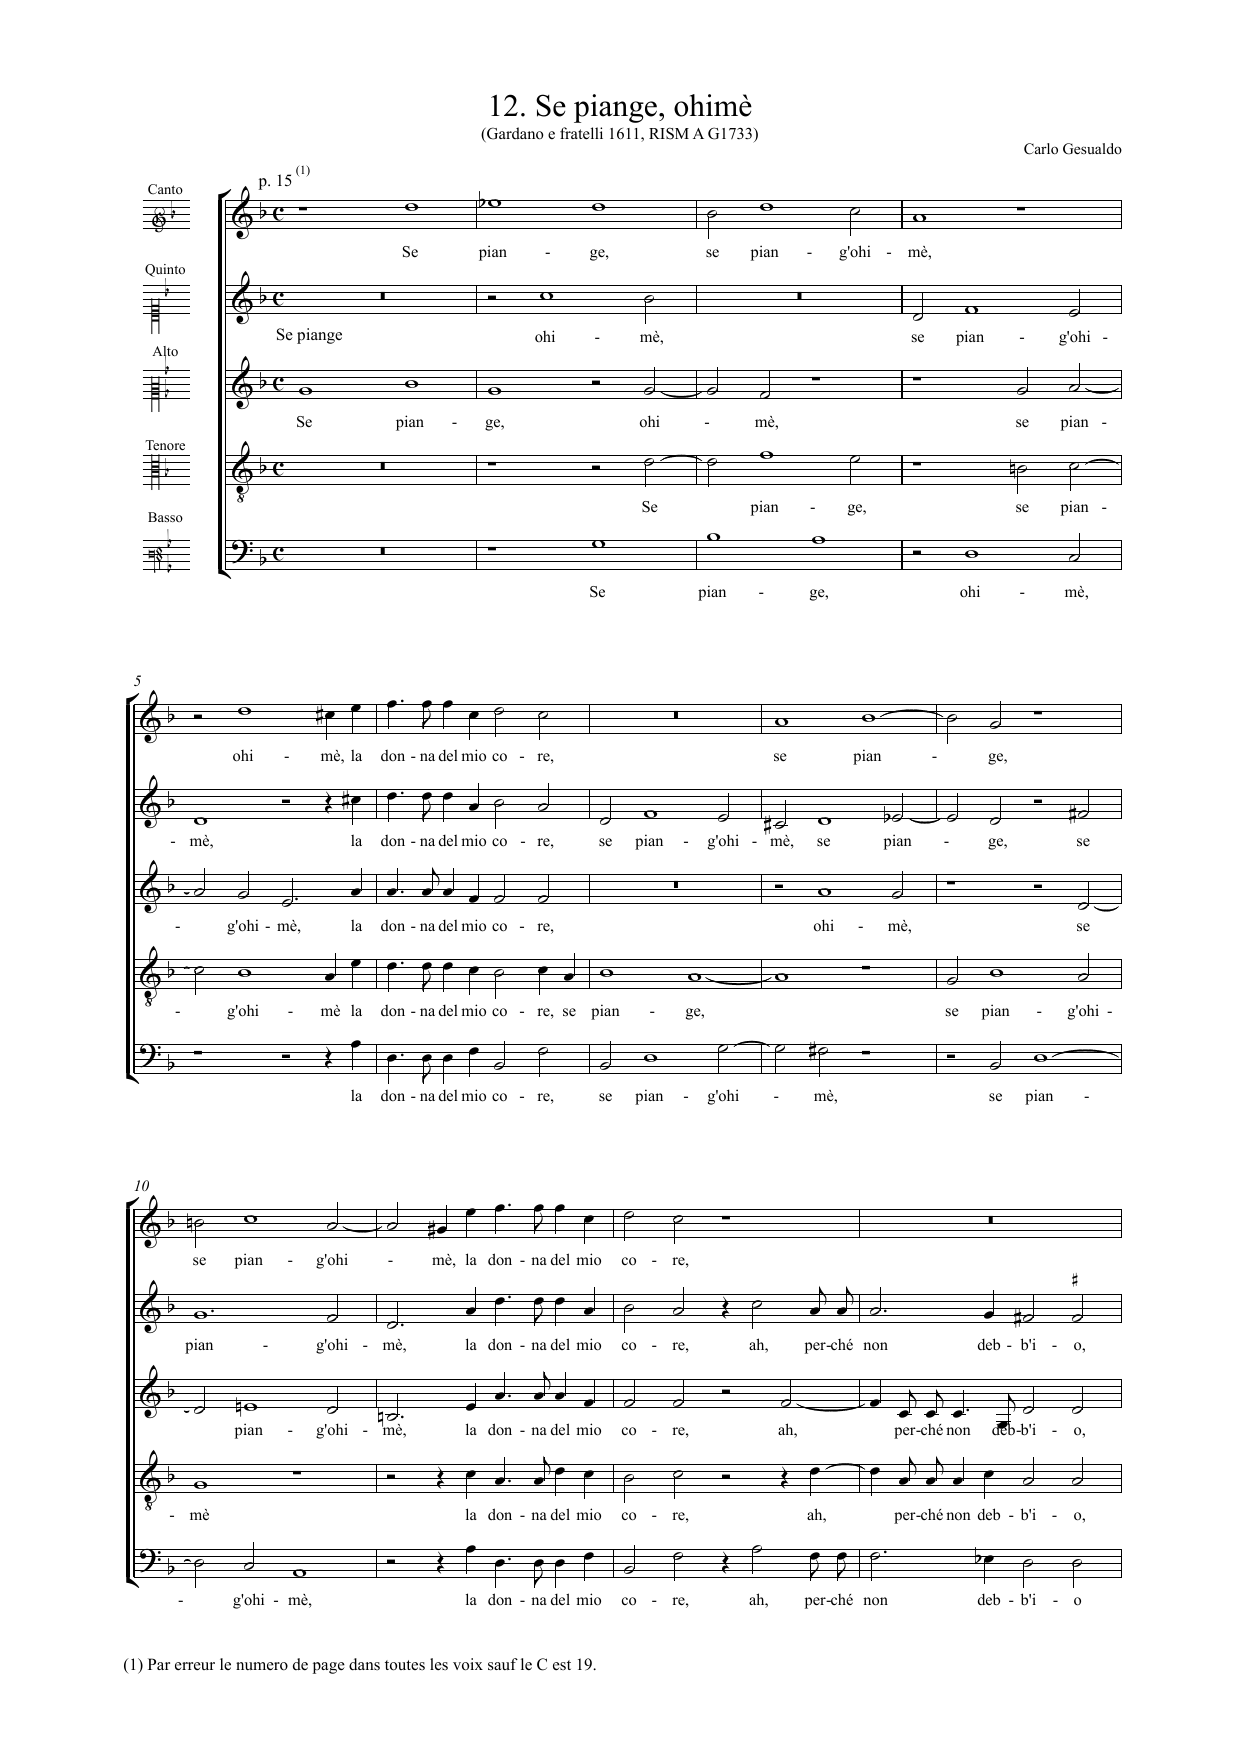 12. Se piange, ohimè
(Gardano e fratelli 1611, RISM A G1733)
Carlo Gesualdo
p. 15 (1)
Canto
Se pian - ge, se pian - g'ohi - mè,
Quinto
Se piange ohi - mè, se pian - g'ohi -
Alto
Se pian - ge, ohi - mè, se pian -
Tenore
Se pian - ge, se pian -
Basso
Se pian - ge, ohi - mè,
5
ohi - mè, la don - na del mio co - re, se pian - ge,
- mè, la don - na del mio co - re, se pian - g'ohi - mè, se pian - ge, se
- g'ohi - mè, la don - na del mio co - re, ohi - mè, se
- g'ohi - mè la don - na del mio co - re, se pian - ge, se pian - g'ohi -
la don - na del mio co - re, se pian - g'ohi - mè, se pian -
10
se pian - g'ohi - mè, la don - na del mio co - re,
pian - g'ohi - mè, la don - na del mio co - re, ah, per-ché non deb - b'i - o,
pian - g'ohi - mè, la don - na del mio co - re, ah, per-ché non deb-b'i - o,
- mè la don - na del mio co - re, ah, per-ché non deb - b'i - o,
- g'ohi - mè, la don - na del mio co - re, ah, per-ché non deb - b'i - o
(1) Par erreur le numero de page dans toutes les voix sauf le C est 19.